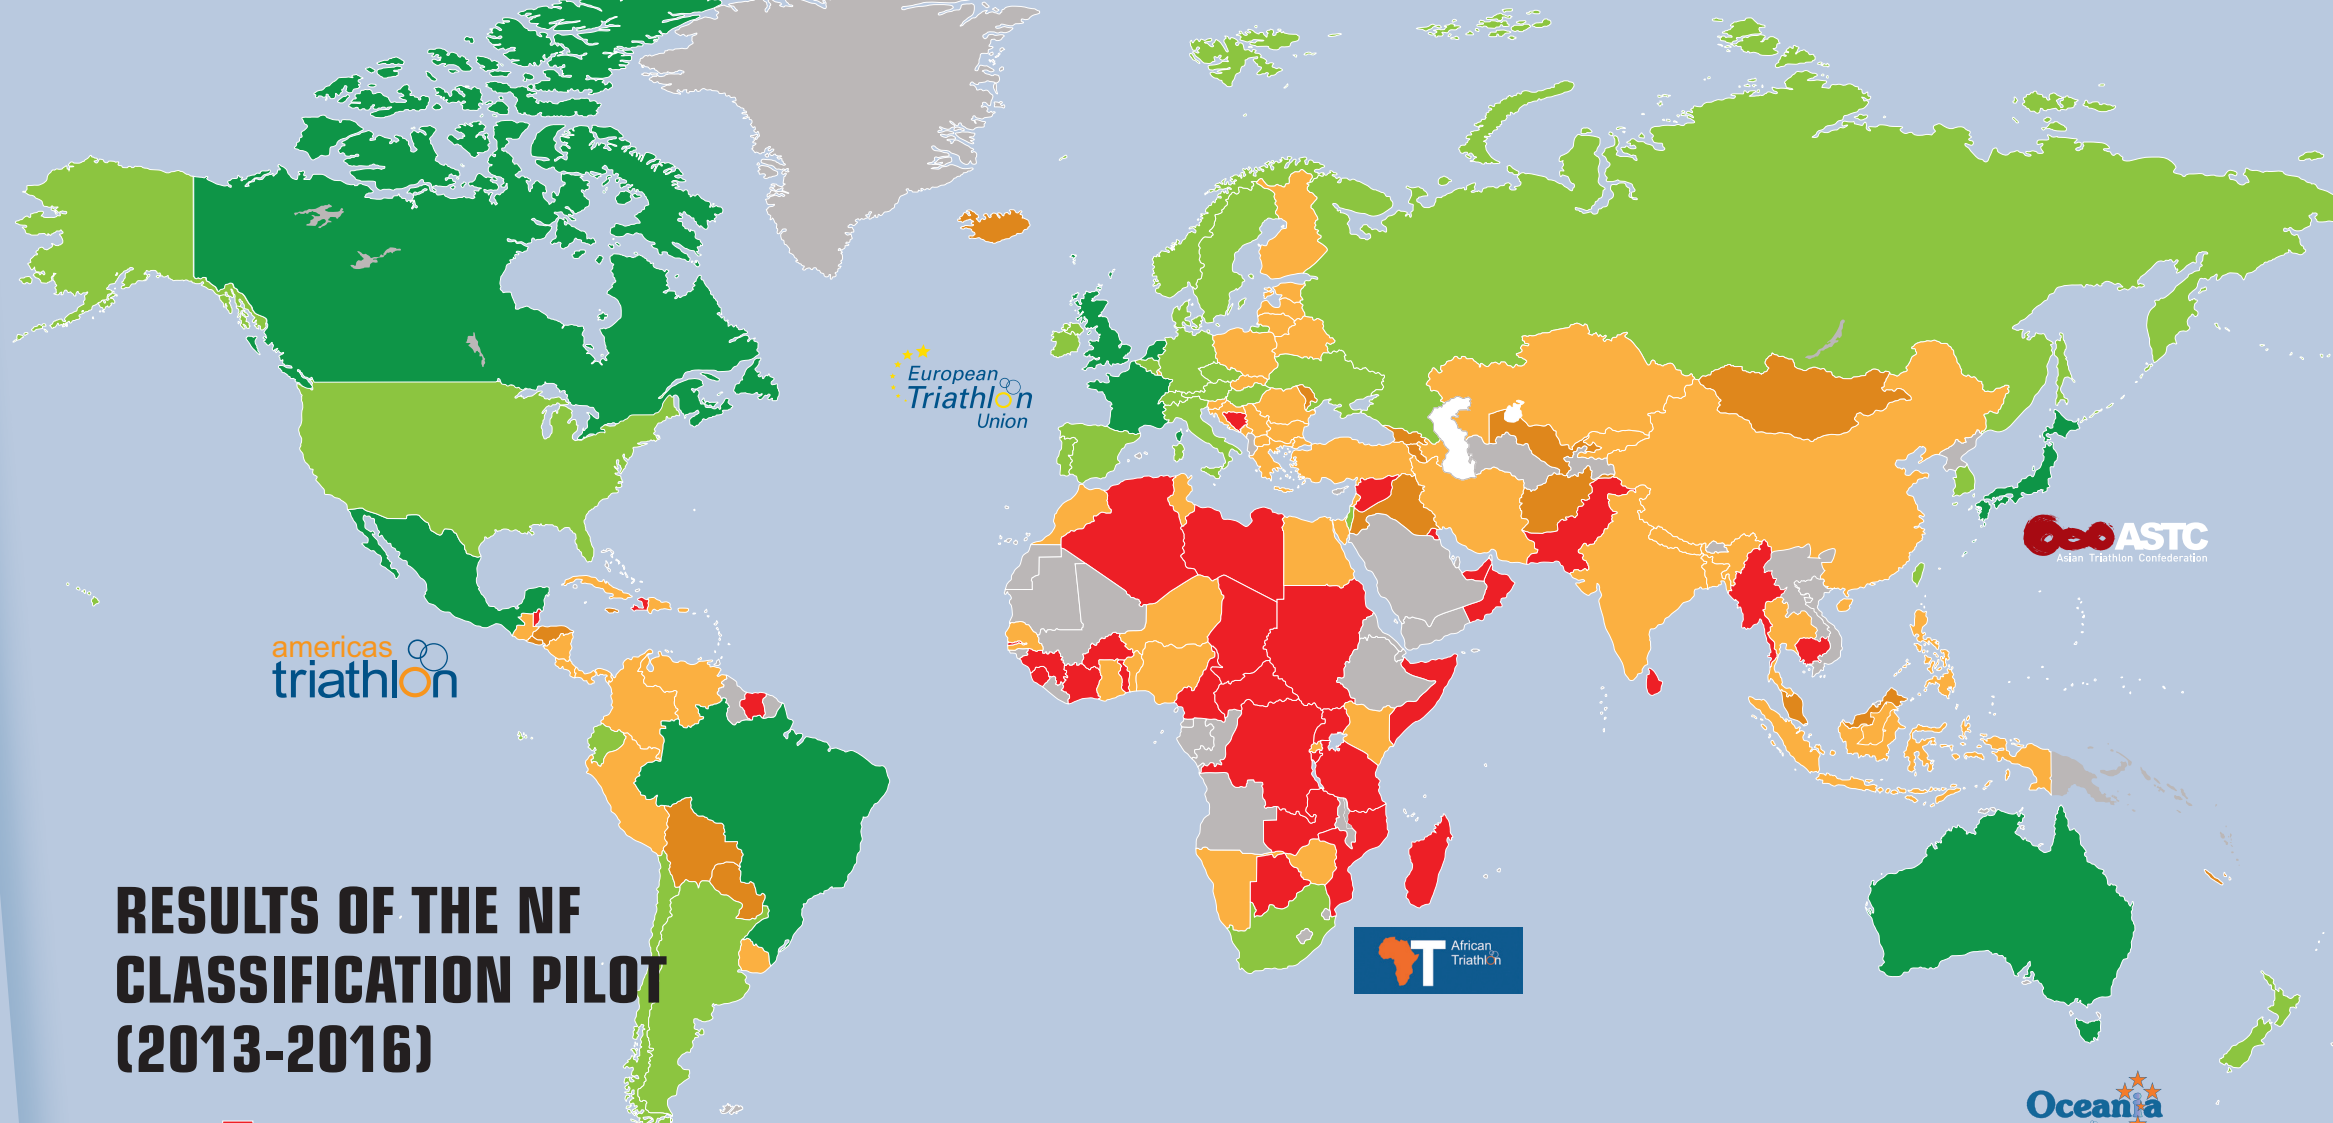 European
Triathlon
Union
ASTC
Asian Triathlon Confederation
americas
triathlon
RESULTS OF THE NF
CLASSIFICATION PILOT
(2013-2016)
T
African
Triathlon
Oceania